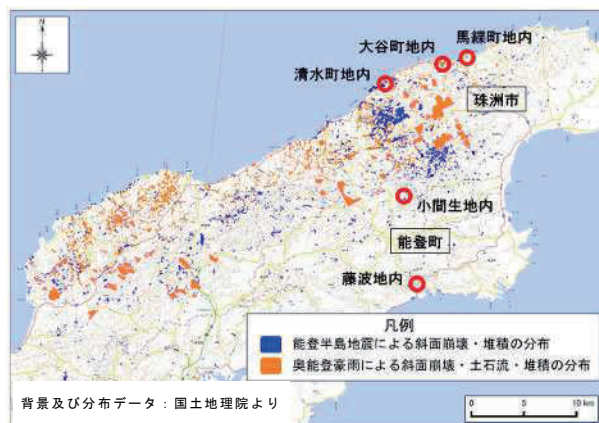 N
馬緤町地内
大谷町地内
清水町地内
珠洲市
小間生地内
能登町
藤波地内
凡例
能登半島地震による斜面崩壊・堆積の分布
奥能登豪雨による斜面崩壊・土石流・堆積の分布
背景及び分布データ：国土地理院より
0 5 10 km